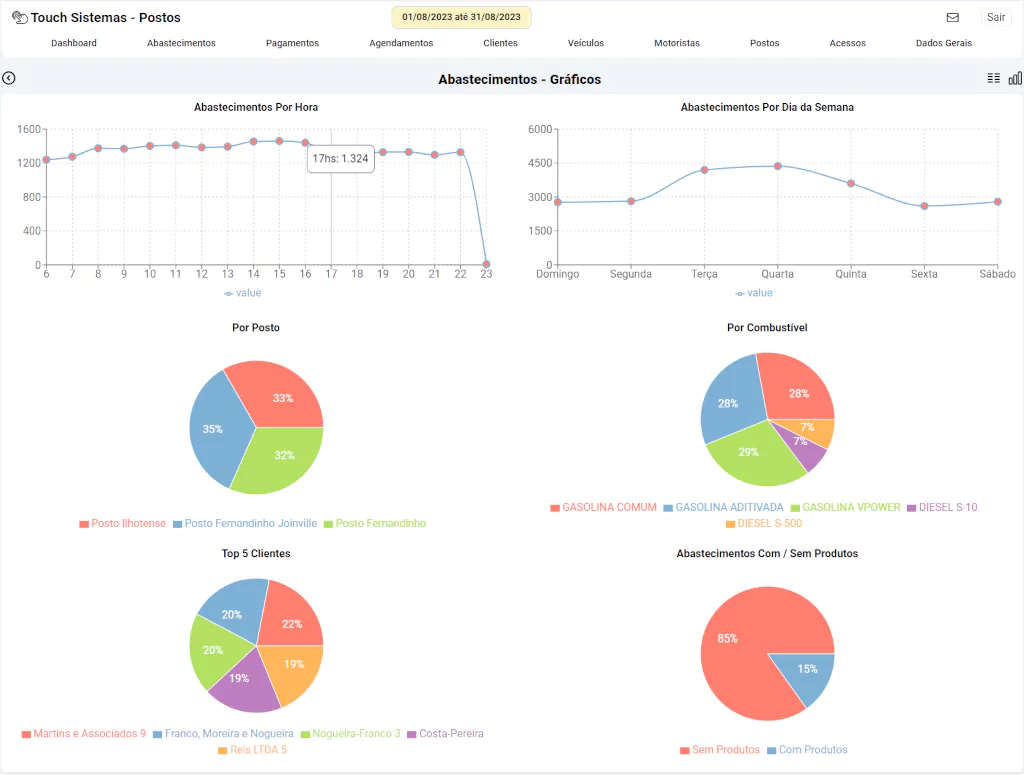 Touch Sistemas - Postos
01/08/2023 até 31/08/2023
Sair
Dashboard Abastecimentos Pagamentos Agendamentos Clientes Veículos Motoristas Postos Acessos Dados Gerais
Abastecimentos - Gráficos
Abastecimentos Por Hora
1600
1200
800
400
0
17hs: 1.324
6 7 8 9 10 11 12 13 14 15 16 17 18 19 20 21 22 23
value
Abastecimentos Por Dia da Semana
6000
4500
3000
1500
0
Domingo Segunda Terça Quarta Quinta Sexta Sábado
value
Por Posto
33%
35%
32%
Posto Ilhotense Posto Fernandinho Joinville Posto Fernandinho
Por Combustível
28%
28%
7%
7%
29%
GASOLINA COMUM GASOLINA ADITIVADA GASOLINA VPOWER DIESEL S-10
DIESEL S-500
Top 5 Clientes
20%
22%
20%
19%
19%
Martins e Associados 9 Franco, Moreira e Nogueira Nogueira-Franco 3 Costa-Pereira
Reis LTDA 5
Abastecimentos Com / Sem Produtos
85%
15%
Sem Produtos Com Produtos